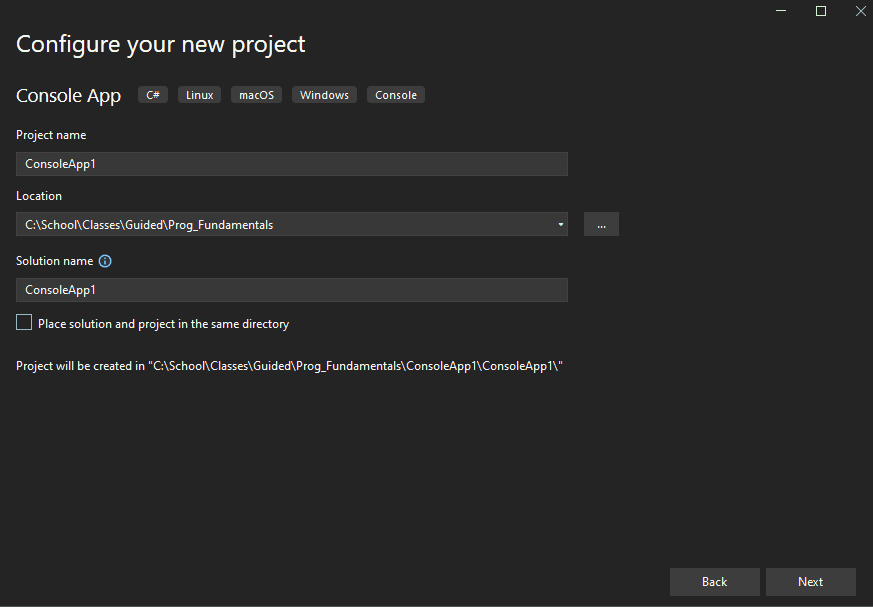 Configure your new project
Console App C# Linux macOS Windows Console
Project name
ConsoleApp1
Location
C:\School\Classes\Guided\Prog_Fundamentals ...
Solution name
ConsoleApp1
Place solution and project in the same directory
Project will be created in "C:\School\Classes\Guided\Prog_Fundamentals\ConsoleApp1\ConsoleApp1\"
Back Next